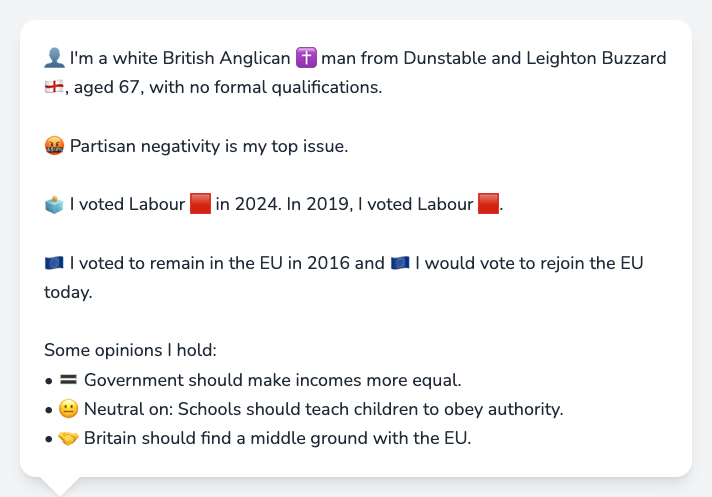 👤 I'm a white British Anglican ✝️ man from Dunstable and Leighton Buzzard
🏴󠁧󠁢󠁥󠁮󠁧󠁿, aged 67, with no formal qualifications.
🤬 Partisan negativity is my top issue.
🗳️ I voted Labour 🟥 in 2024. In 2019, I voted Labour 🟥.
🇪🇺 I voted to remain in the EU in 2016 and 🇪🇺 I would vote to rejoin the EU
today.
Some opinions I hold:
• 🟰 Government should make incomes more equal.
• 😐 Neutral on: Schools should teach children to obey authority.
• 🤝 Britain should find a middle ground with the EU.